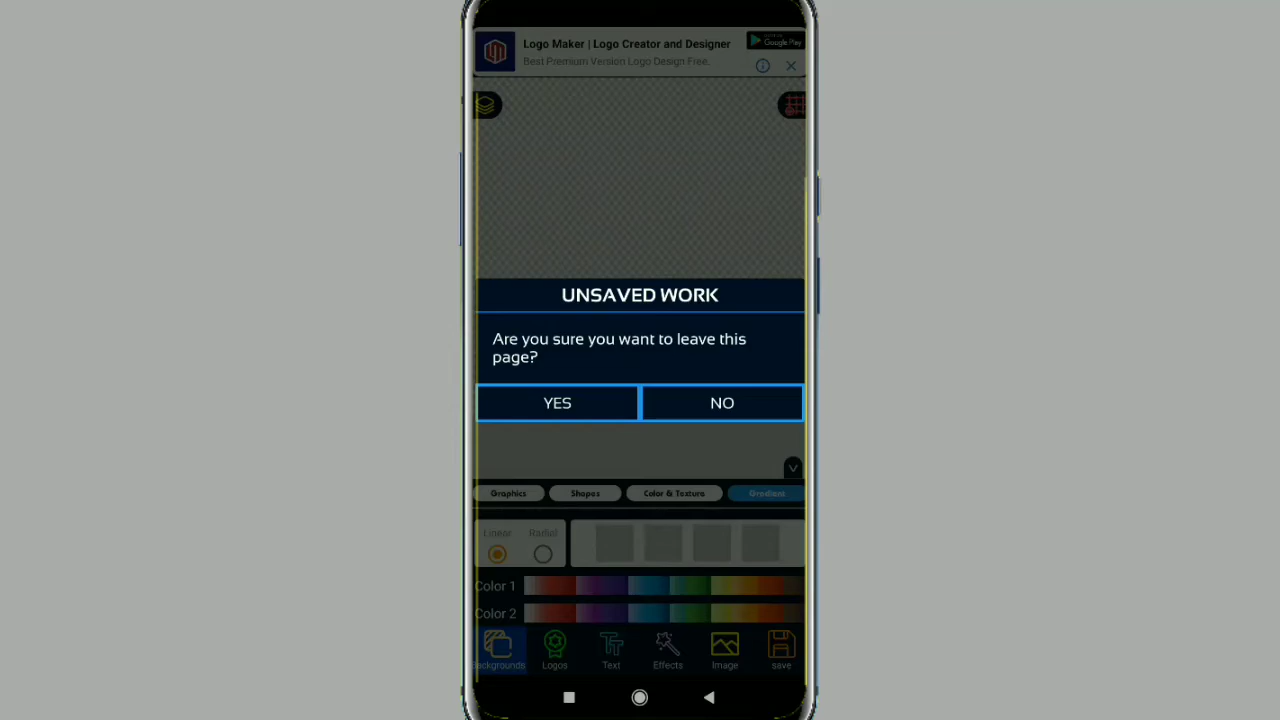 Logo Maker | Logo Creator and Designer
Google Play
Best Premium Version Logo Design Free.
UNSAVED WORK
Are you sure you want to leave this
page?
YES
NO
Graphics
Shapes
Color & Texture
Gradient
Linear
Radial
Color 1
Color 2
Backgrounds
Logos
Text
Effects
Image
save